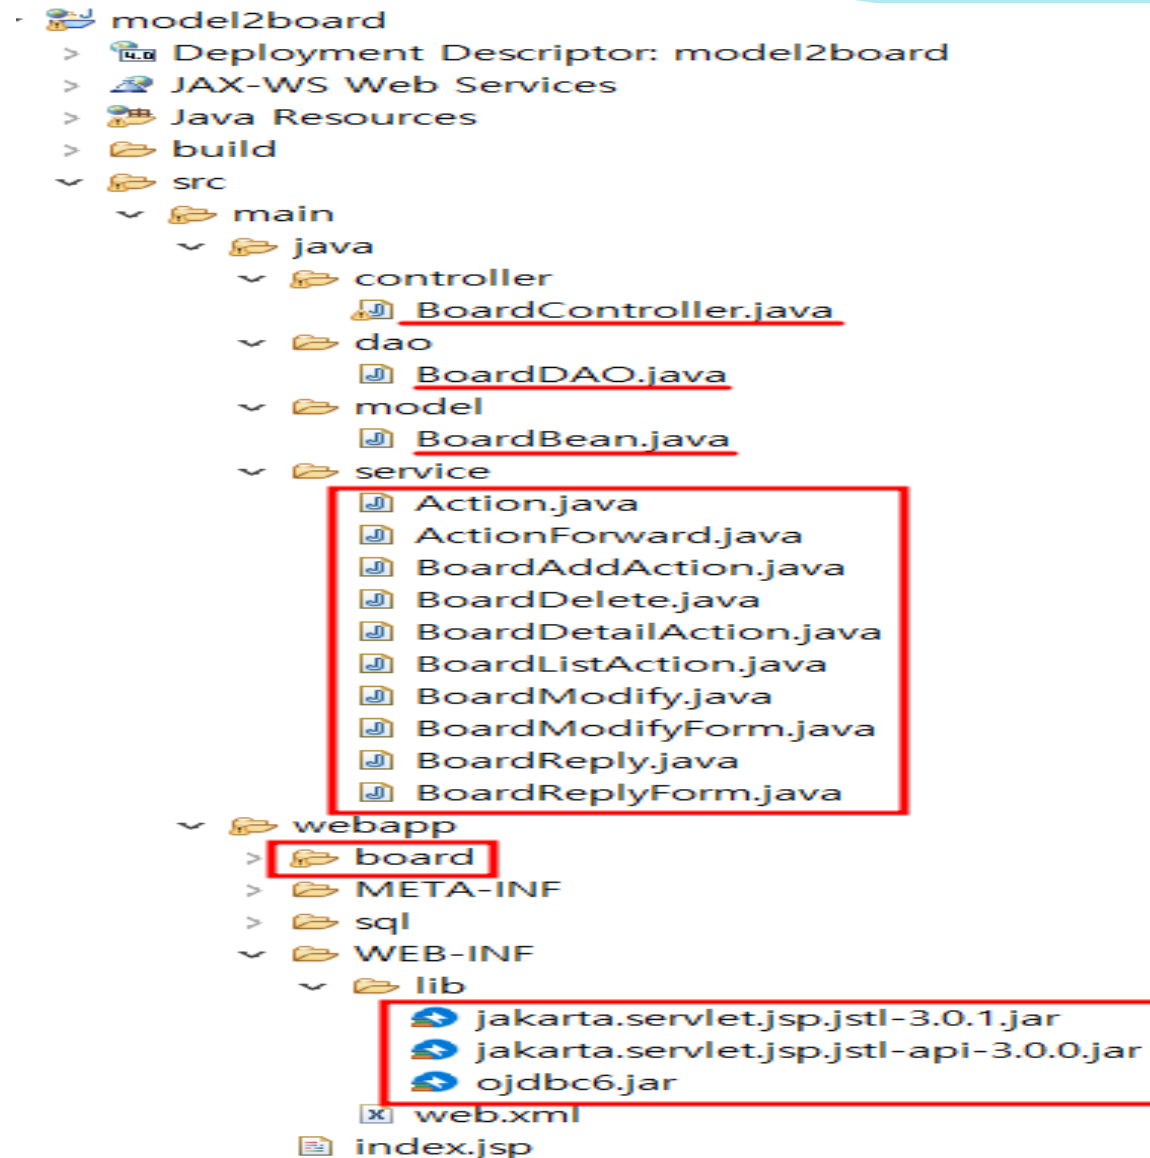 model2board
Deployment Descriptor: model2board
JAX-WS Web Services
Java Resources
build
src
main
java
controller
BoardController.java
dao
BoardDAO.java
model
BoardBean.java
service
Action.java
ActionForward.java
BoardAddAction.java
BoardDelete.java
BoardDetailAction.java
BoardListAction.java
BoardModify.java
BoardModifyForm.java
BoardReply.java
BoardReplyForm.java
webapp
board
META-INF
sql
WEB-INF
lib
jakarta.servlet.jsp.jstl-3.0.1.jar
jakarta.servlet.jsp.jstl-api-3.0.0.jar
ojdbc6.jar
web.xml
index.jsp